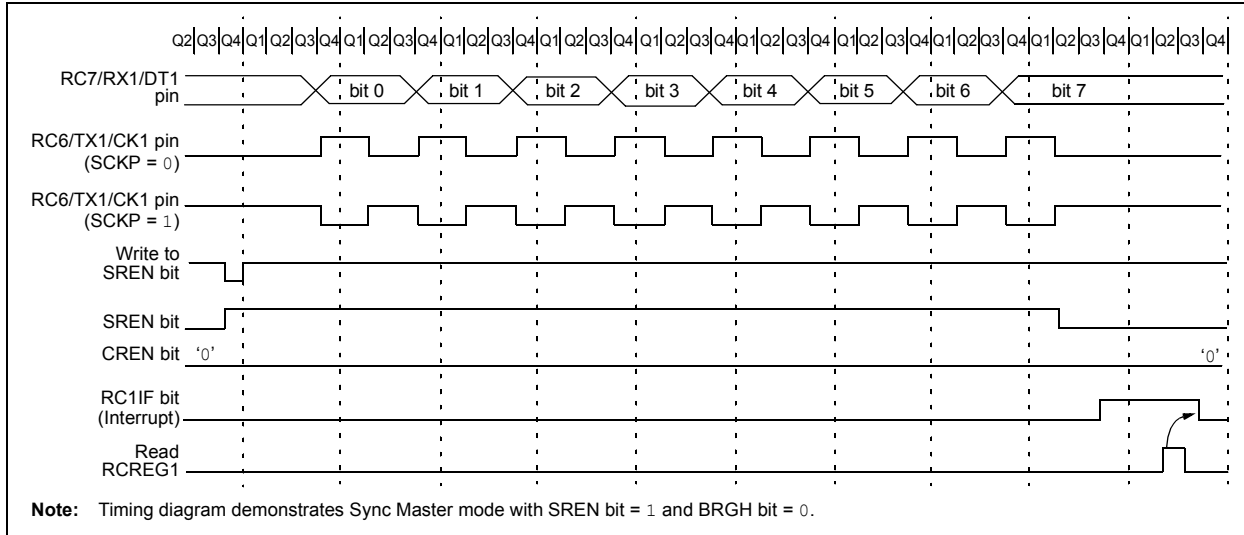 Q2 Q3 Q4 Q1 Q2 Q3 Q4 Q1 Q2 Q3 Q4 Q1 Q2 Q3 Q4 Q1 Q2 Q3 Q4 Q1 Q2 Q3 Q4 Q1 Q2 Q3 Q4 Q1 Q2 Q3 Q4 Q1 Q2 Q3 Q4 Q1 Q2 Q3 Q4 Q1 Q2 Q3 Q4
RC7/RX1/DT1
pin
bit 0 bit 1 bit 2 bit 3 bit 4 bit 5 bit 6 bit 7
RC6/TX1/CK1 pin
(SCKP = 0)
RC6/TX1/CK1 pin
(SCKP = 1)
Write to
SREN bit
SREN bit
CREN bit ‘0’ ‘0’
RC1IF bit
(Interrupt)
Read
RCREG1
Note: Timing diagram demonstrates Sync Master mode with SREN bit = 1 and BRGH bit = 0.